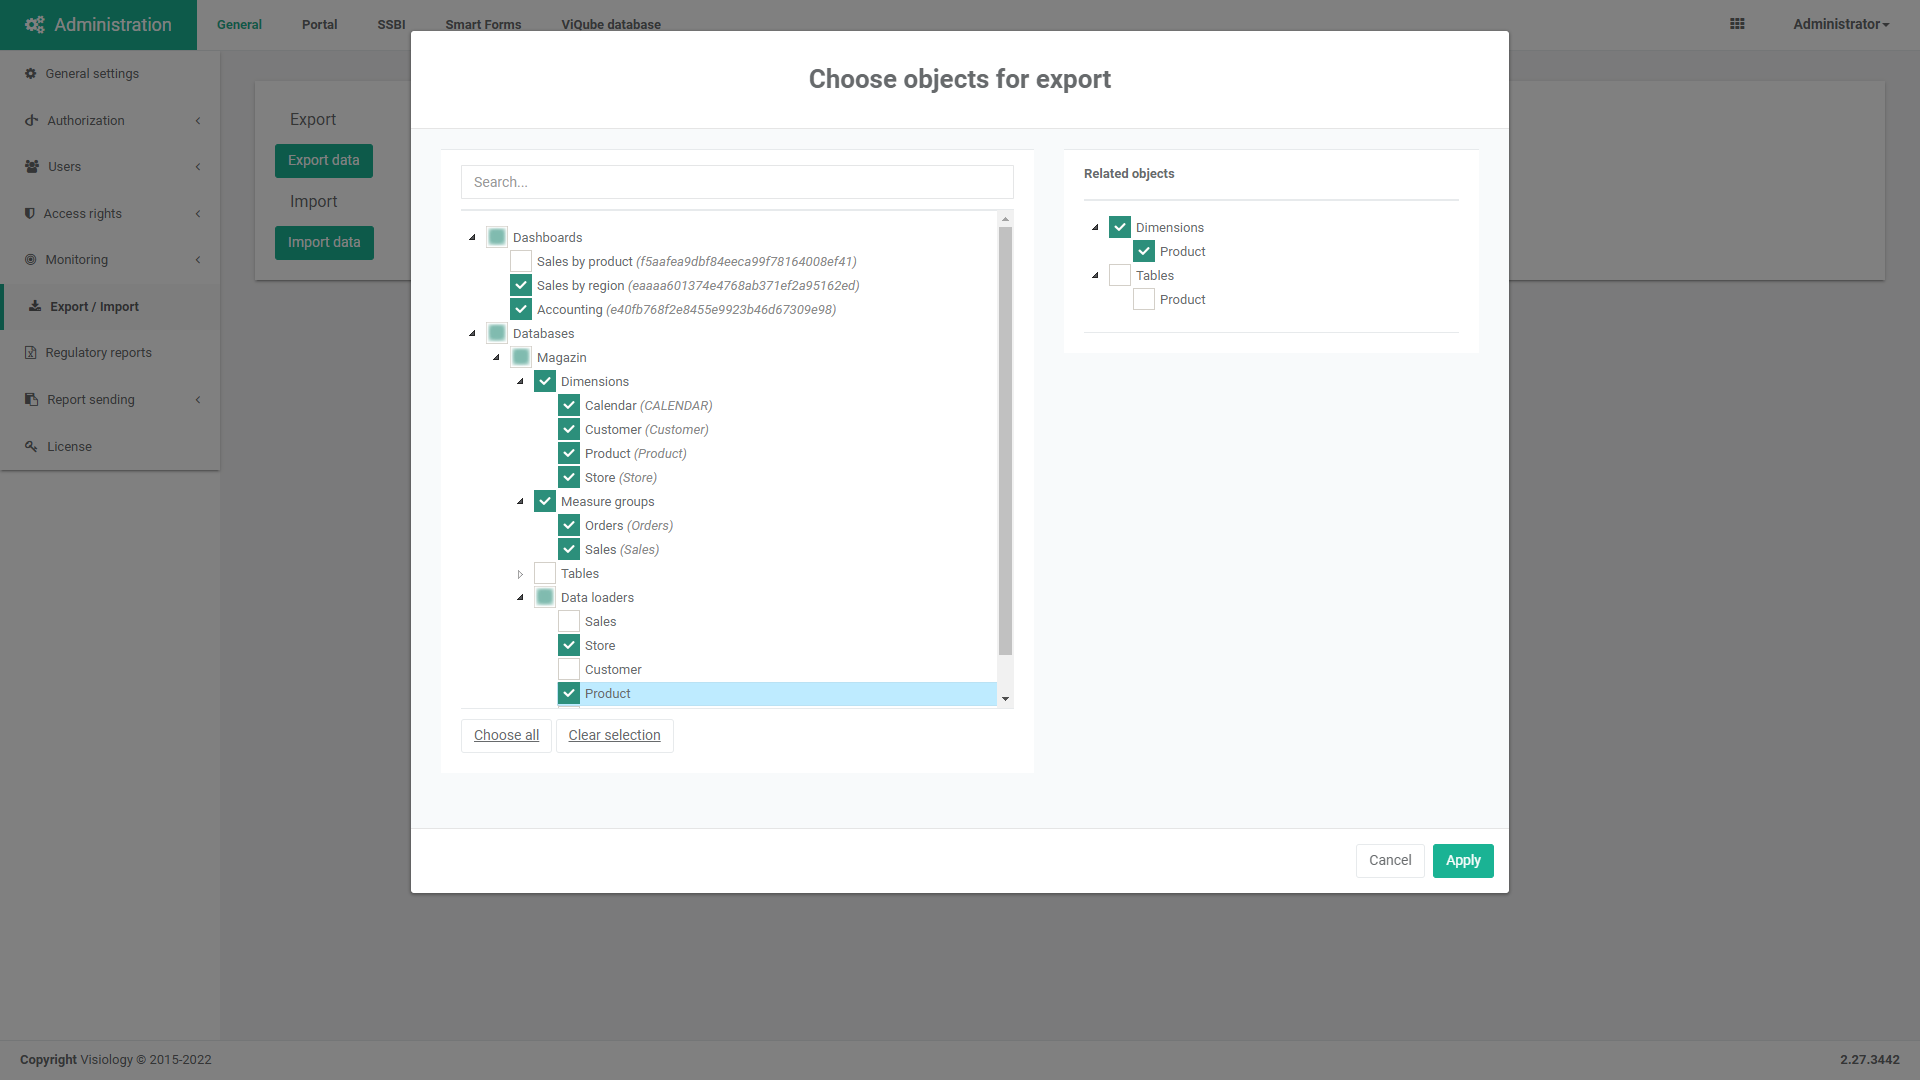 Administration
General
Portal
SSBI
Smart Forms
ViQube database
Administrator
General settings
Authorization
Users
Access rights
Monitoring
Export / Import
Regulatory reports
Report sending
License
Export
Export data
Import
Import data
Choose objects for export
Search...
Dashboards
Sales by product (f5aafea9dbf84eeca99f78164008ef41)
Sales by region (eaaaa601374e4768ab371ef2a95162ed)
Accounting (e40fb768f2e8455e9923b46d67309e98)
Databases
Magazin
Dimensions
Calendar (CALENDAR)
Customer (Customer)
Product (Product)
Store (Store)
Measure groups
Orders (Orders)
Sales (Sales)
Tables
Data loaders
Sales
Store
Customer
Product
Choose all
Clear selection
Related objects
Dimensions
Product
Tables
Product
Cancel
Apply
Copyright Visiology © 2015-2022
2.27.3442